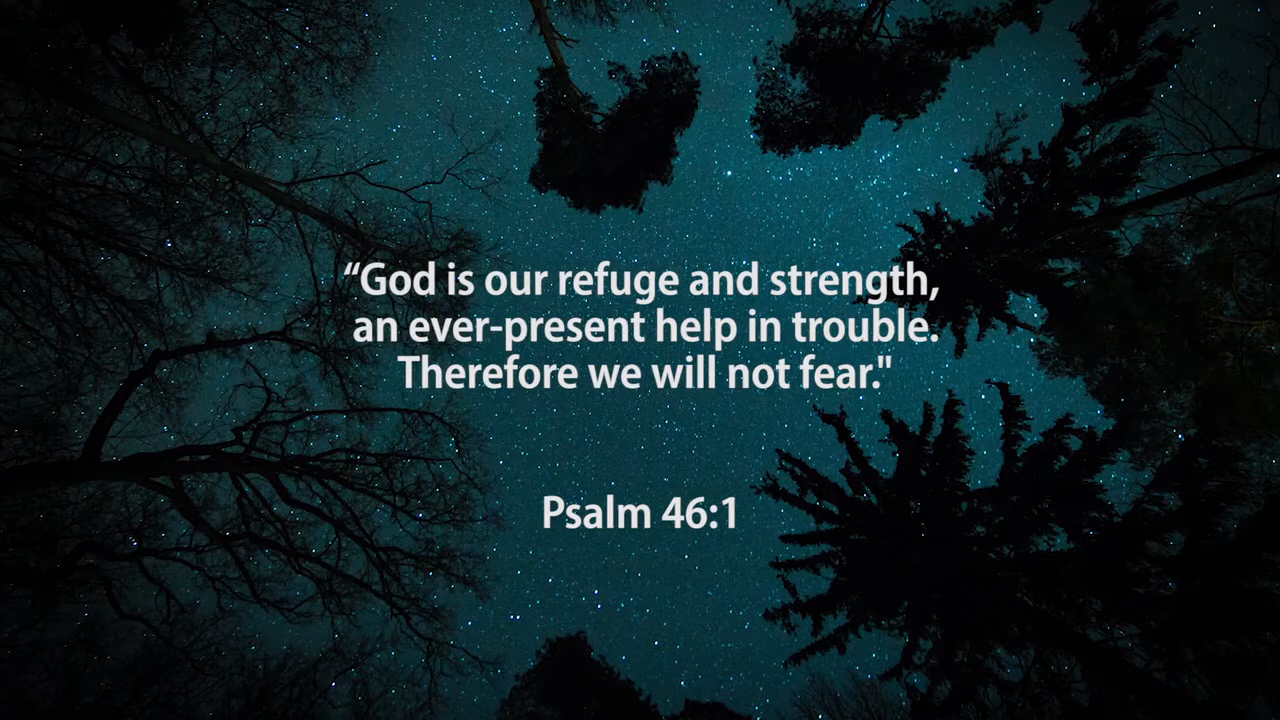 “God is our refuge and strength,
an ever-present help in trouble.
Therefore we will not fear."
Psalm 46:1